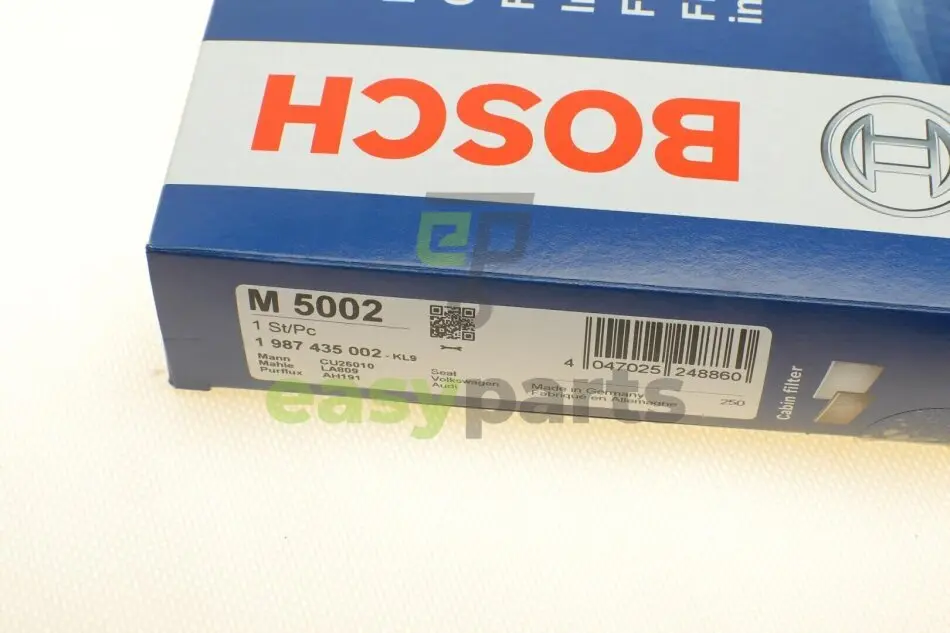 BOSCH
M 5002
1 St/Pc
1 987 435 002 - KL9
Mann CU26010
Mahle LA809
Purflux AH191
Seat
Volkswagen
Audi
4 047025 248860
Made in Germany
Fabriqué en Allemagne
250
Cabin filter
ep
easyparts